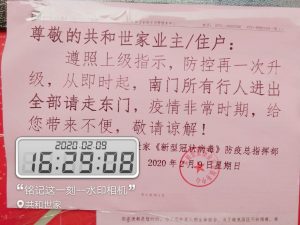 尊敬的共和世家业主/住户：
遵照上级指示，防控再一次升
级，从即时起，南门所有行人进出
全部请走东门，疫情非常时期，给
您带来不便，敬请谅解！
家《新型冠状病毒》防疫总指挥部
2020年2月9日星期日
2020-02-09
16:29:08
“铭记这一刻—水印相机”
共和世家